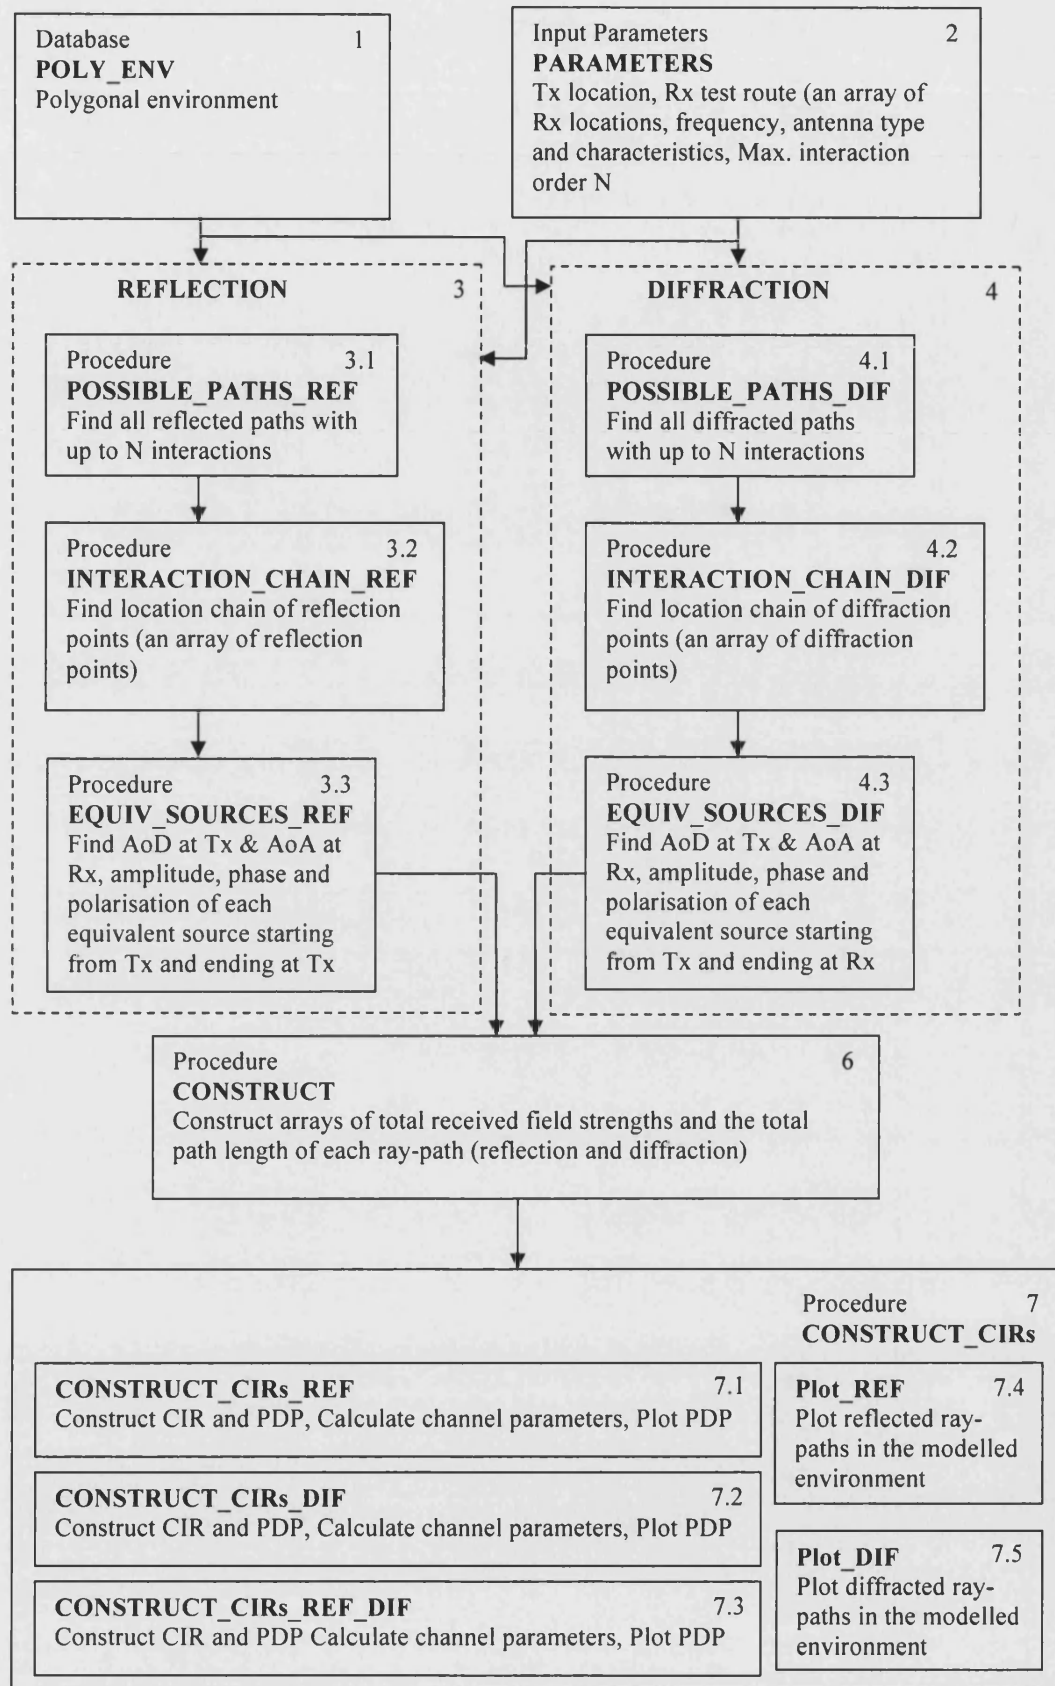 Database 1
POLY_ENV
Polygonal environment
Input Parameters 2
PARAMETERS
Tx location, Rx test route (an array of
Rx locations, frequency, antenna type
and characteristics, Max. interaction
order N
REFLECTION 3
Procedure 3.1
POSSIBLE_PATHS_REF
Find all reflected paths with
up to N interactions
Procedure 3.2
INTERACTION_CHAIN_REF
Find location chain of reflection
points (an array of reflection
points)
Procedure 3.3
EQUIV_SOURCES_REF
Find AoD at Tx & AoA at
Rx, amplitude, phase and
polarisation of each
equivalent source starting
from Tx and ending at Tx
DIFFRACTION 4
Procedure 4.1
POSSIBLE_PATHS_DIF
Find all diffracted paths
with up to N interactions
Procedure 4.2
INTERACTION_CHAIN_DIF
Find location chain of diffraction
points (an array of diffraction
points)
Procedure 4.3
EQUIV_SOURCES_DIF
Find AoD at Tx & AoA at
Rx, amplitude, phase and
polarisation of each
equivalent source starting
from Tx and ending at Rx
Procedure 6
CONSTRUCT
Construct arrays of total received field strengths and the total
path length of each ray-path (reflection and diffraction)
Procedure 7
CONSTRUCT_CIRs
CONSTRUCT_CIRs_REF 7.1
Construct CIR and PDP, Calculate channel parameters, Plot PDP
CONSTRUCT_CIRs_DIF 7.2
Construct CIR and PDP, Calculate channel parameters, Plot PDP
CONSTRUCT_CIRs_REF_DIF 7.3
Construct CIR and PDP Calculate channel parameters, Plot PDP
Plot_REF 7.4
Plot reflected ray-
paths in the modelled
environment
Plot_DIF 7.5
Plot diffracted ray-
paths in the modelled
environment